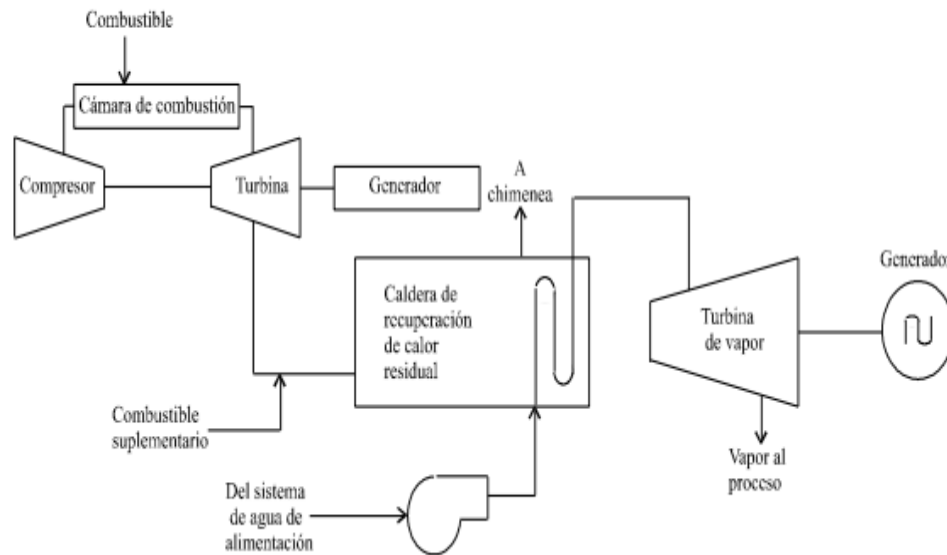 Combustible
Cámara de combustión
Compresor
Turbina
Generador
A
chimenea
Generador
Caldera de
recuperación
de calor
residual
Turbina
de vapor
Combustible
suplementario
Vapor al
proceso
Del sistema
de agua de
alimentación